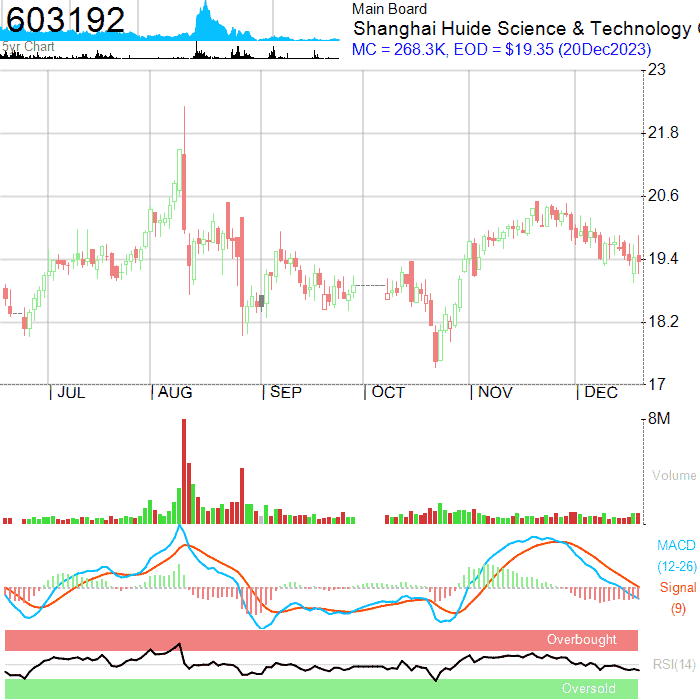 603192
5yr Chart
Main Board
Shanghai Huide Science & Technology
MC = 268.3K, EOD = $19.35 (20Dec2023)
23
21.8
20.6
19.4
18.2
17
JUL AUG SEP OCT NOV DEC
8M
Volume
MACD
(12-26)
Signal
(9)
Overbought
RSI(14)
Oversold